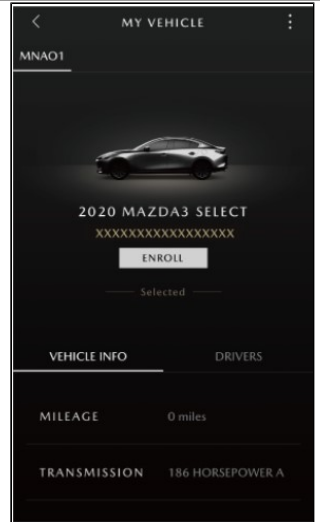 MY VEHICLE
MNAO1
2020 MAZDA3 SELECT
XXXXXXXXXXXXXXXXX
ENROLL
Selected
VEHICLE INFO DRIVERS
MILEAGE 0 miles
TRANSMISSION 186 HORSEPOWER A